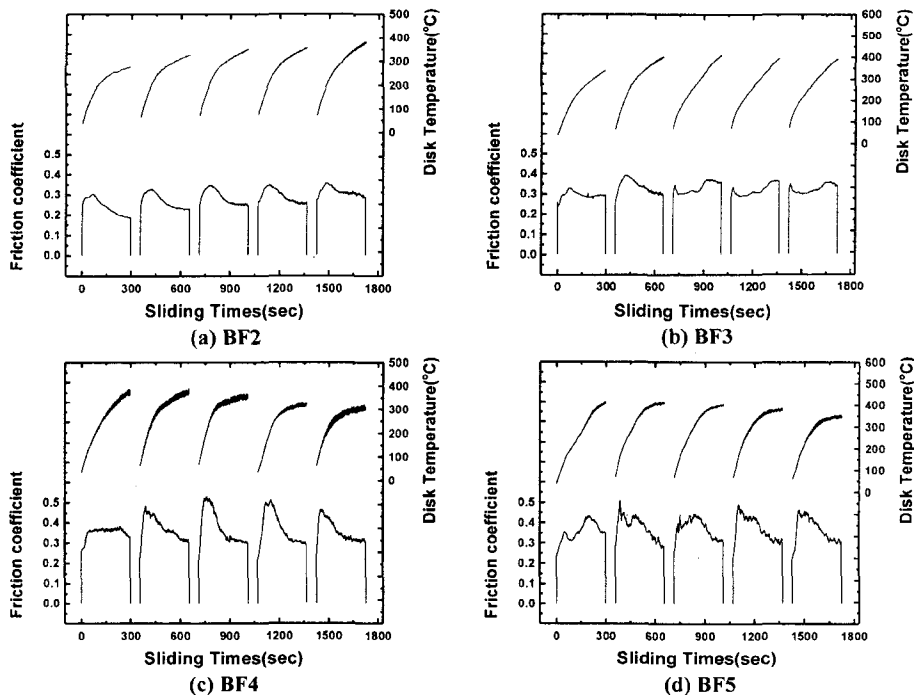 500
400
300
200
100
0
Disk Temperature(°C)
Friction coefficient
0.5
0.4
0.3
0.2
0.1
0.0
0 300 600 900 1200 1500 1800
Sliding Times(sec)
(a) BF2
600
500
400
300
200
100
0
Disk Temperature(°C)
Friction coefficient
0.5
0.4
0.3
0.2
0.1
0.0
0 300 600 900 1200 1500 1800
Sliding Times(sec)
(b) BF3
500
400
300
200
100
0
Disk Temperature(°C)
Friction coefficient
0.5
0.4
0.3
0.2
0.1
0.0
0 300 600 900 1200 1500 1800
Sliding Times(sec)
(c) BF4
600
500
400
300
200
100
0
Disk Temperature(°C)
Friction coefficient
0.5
0.4
0.3
0.2
0.1
0.0
0 300 600 900 1200 1500 1800
Sliding Times(sec)
(d) BF5